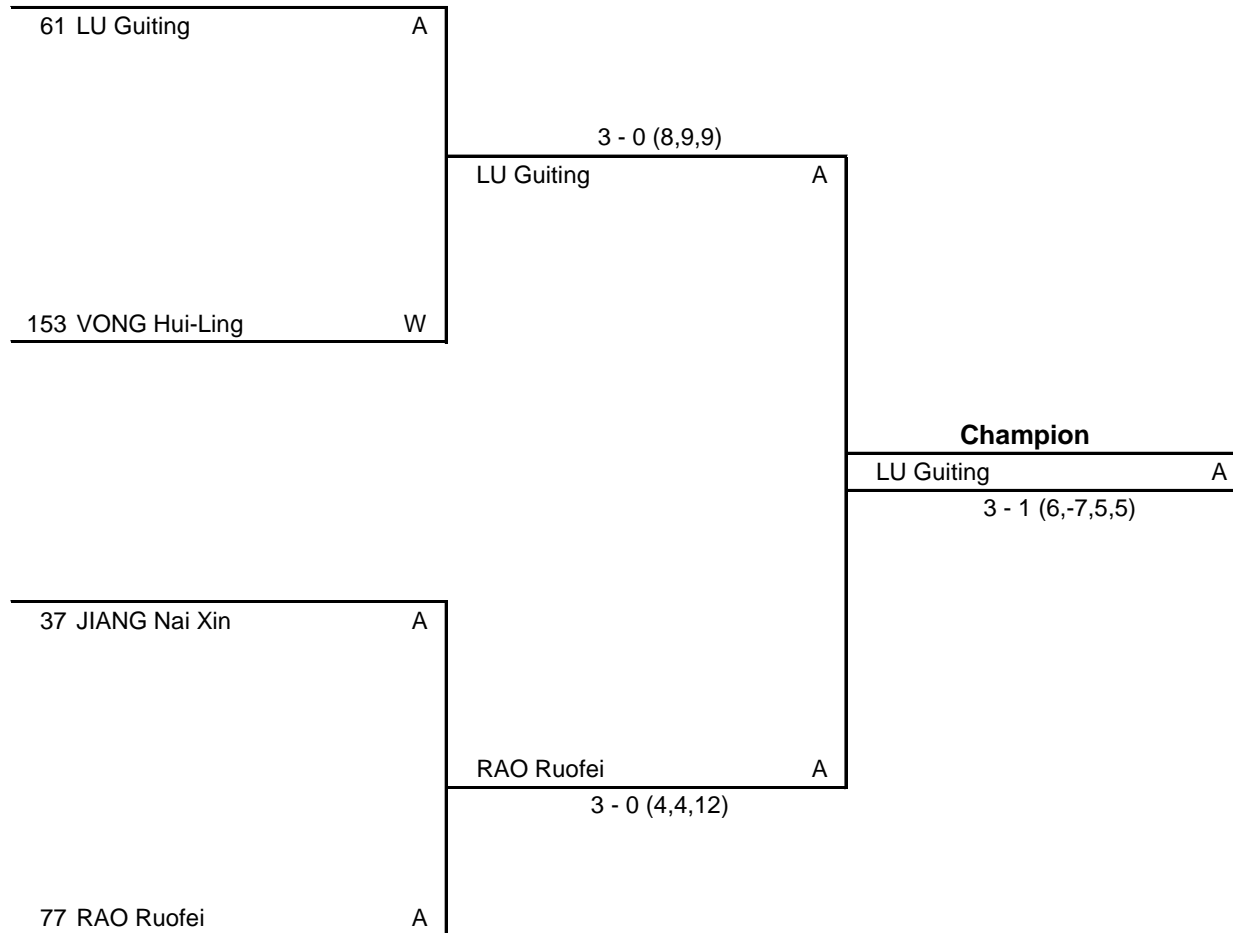 61 LU Guiting A
3 - 0 (8,9,9)
LU Guiting A
153 VONG Hui-Ling W
Champion
LU Guiting A
3 - 1 (6,-7,5,5)
37 JIANG Nai Xin A
RAO Ruofei A
3 - 0 (4,4,12)
77 RAO Ruofei A